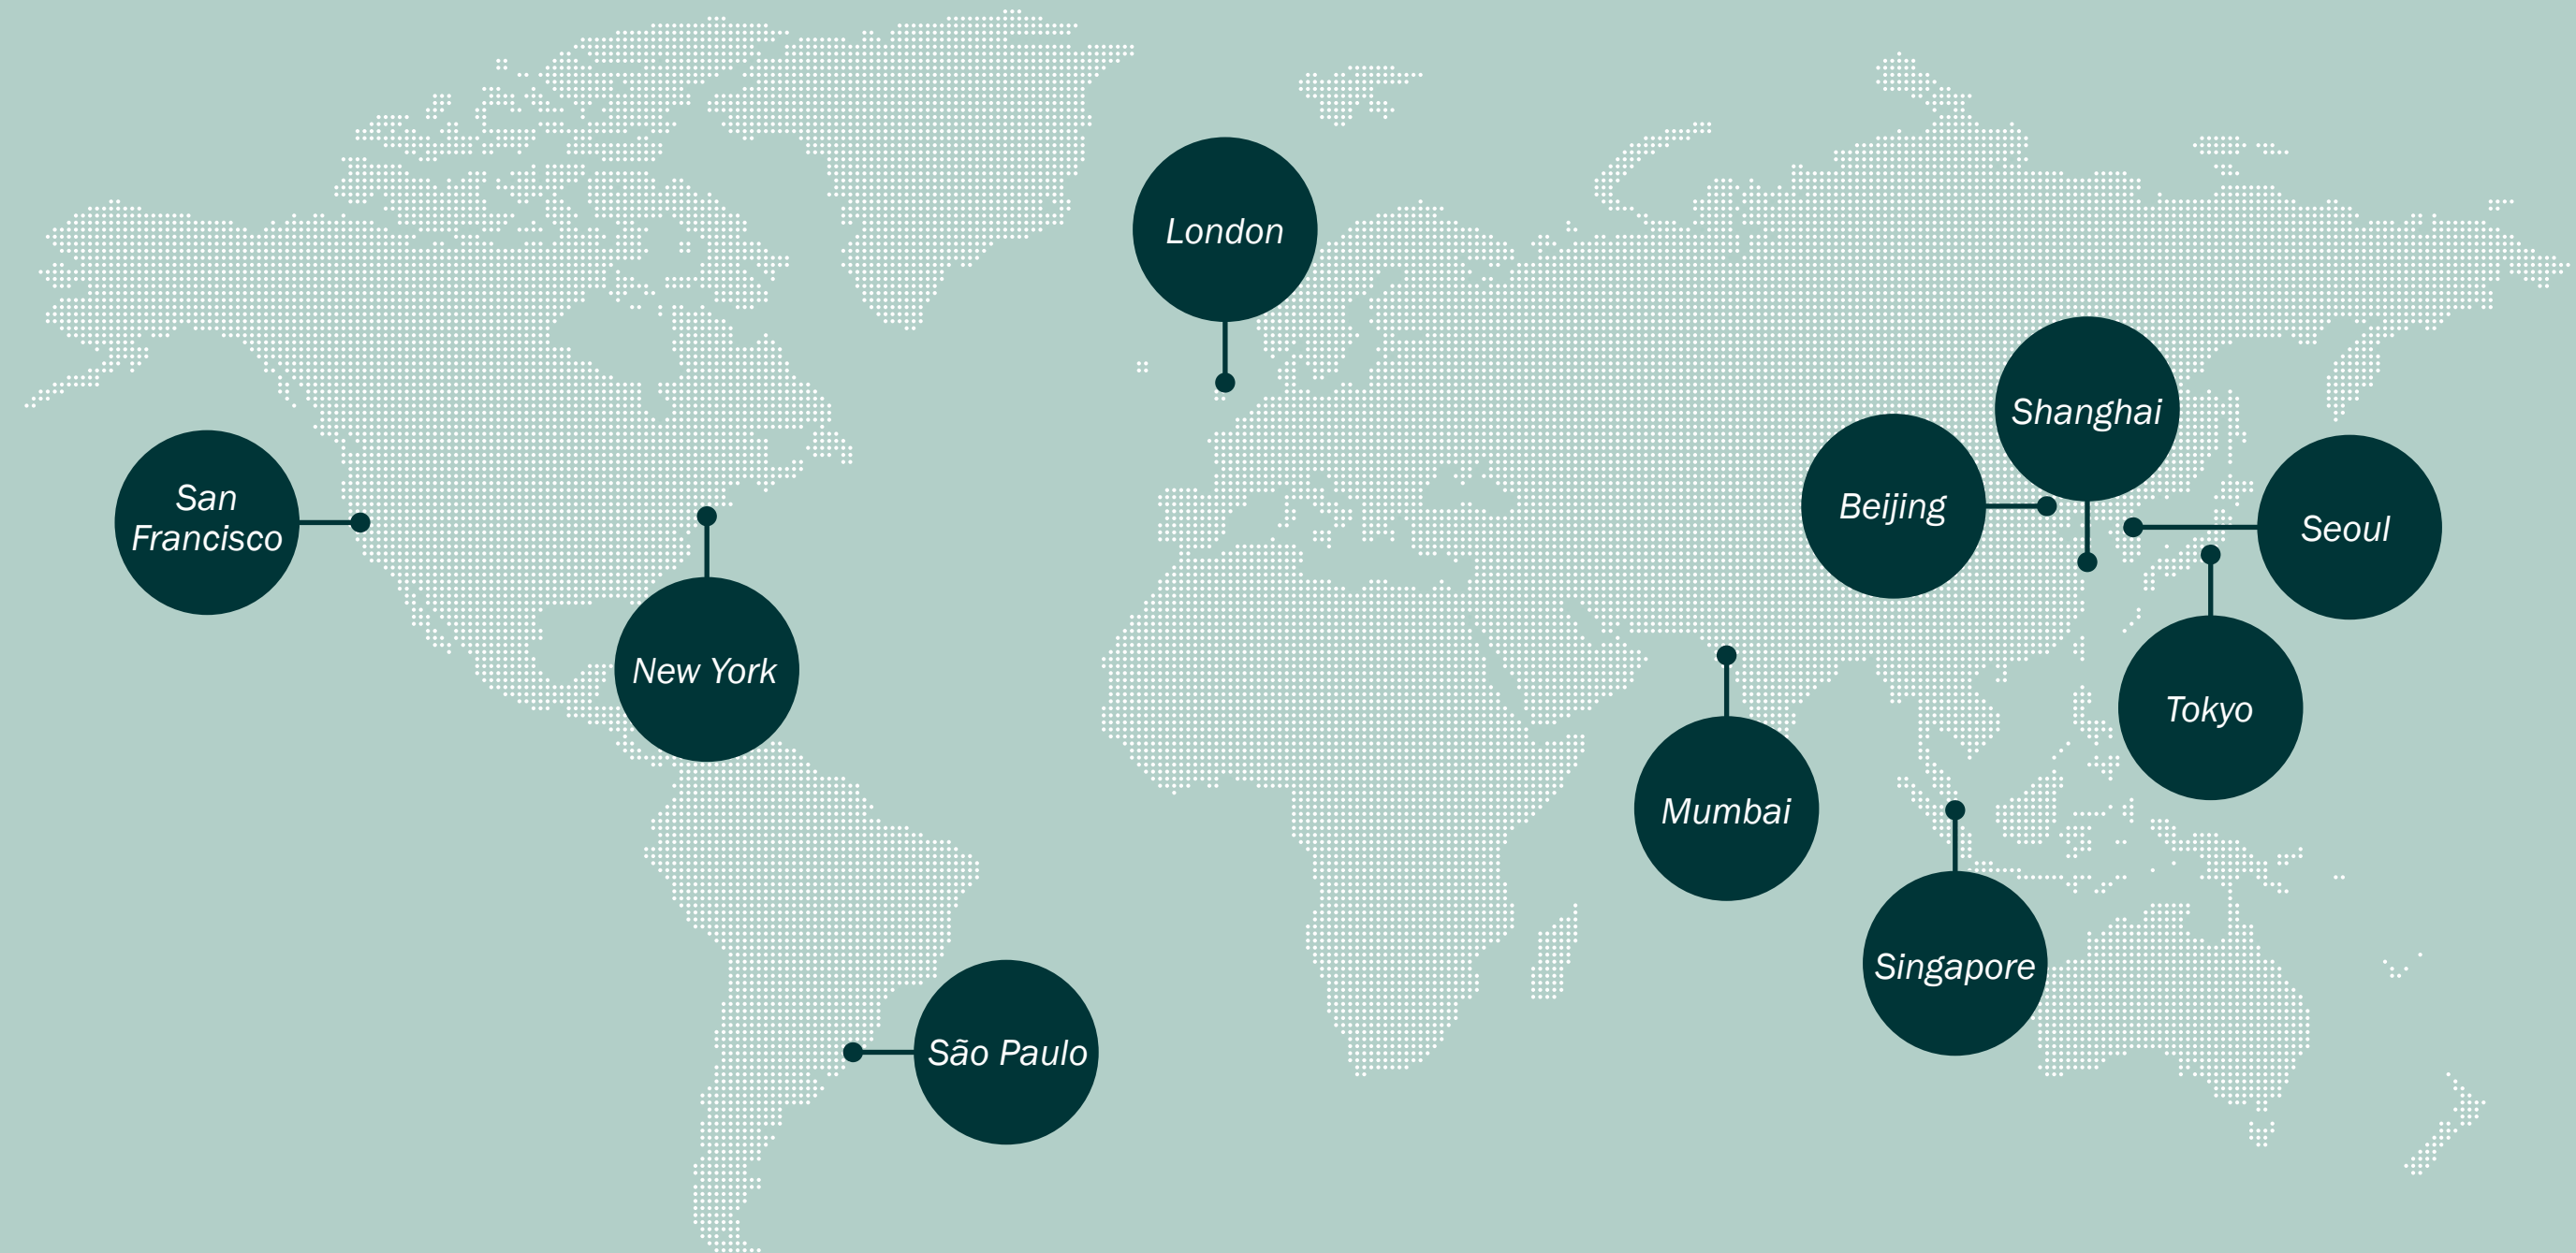 London
Shanghai
San
Francisco
Beijing
Seoul
New York
Tokyo
Mumbai
Singapore
São Paulo